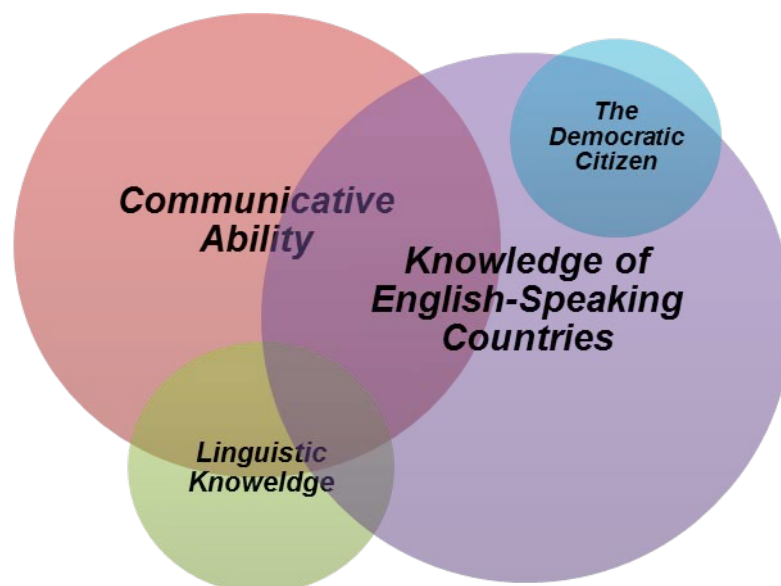 The
Democratic
Citizen
Communicative
Ability
Knowledge of
English-Speaking
Countries
Linguistic
Knoweldge